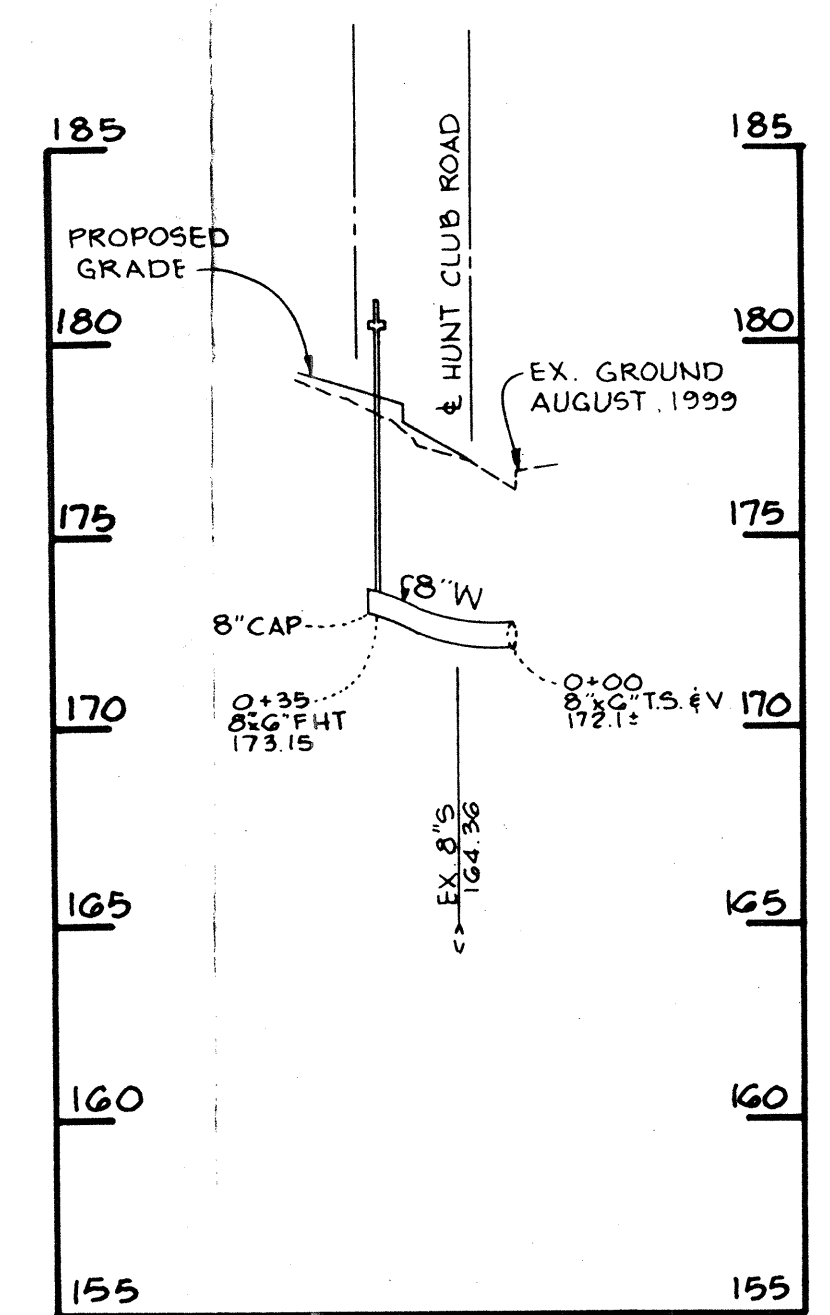 185
185
PROPOSED
GRADE
℄ HUNT CLUB ROAD
180
180
EX. GROUND
AUGUST, 1999
175
175
8"W
8"CAP
0+35
8"x6" FHT
173.15
0+00
8"x6" T.S. & V
172.1±
170
170
EX. 8"S
164.36
165
165
160
160
155
155